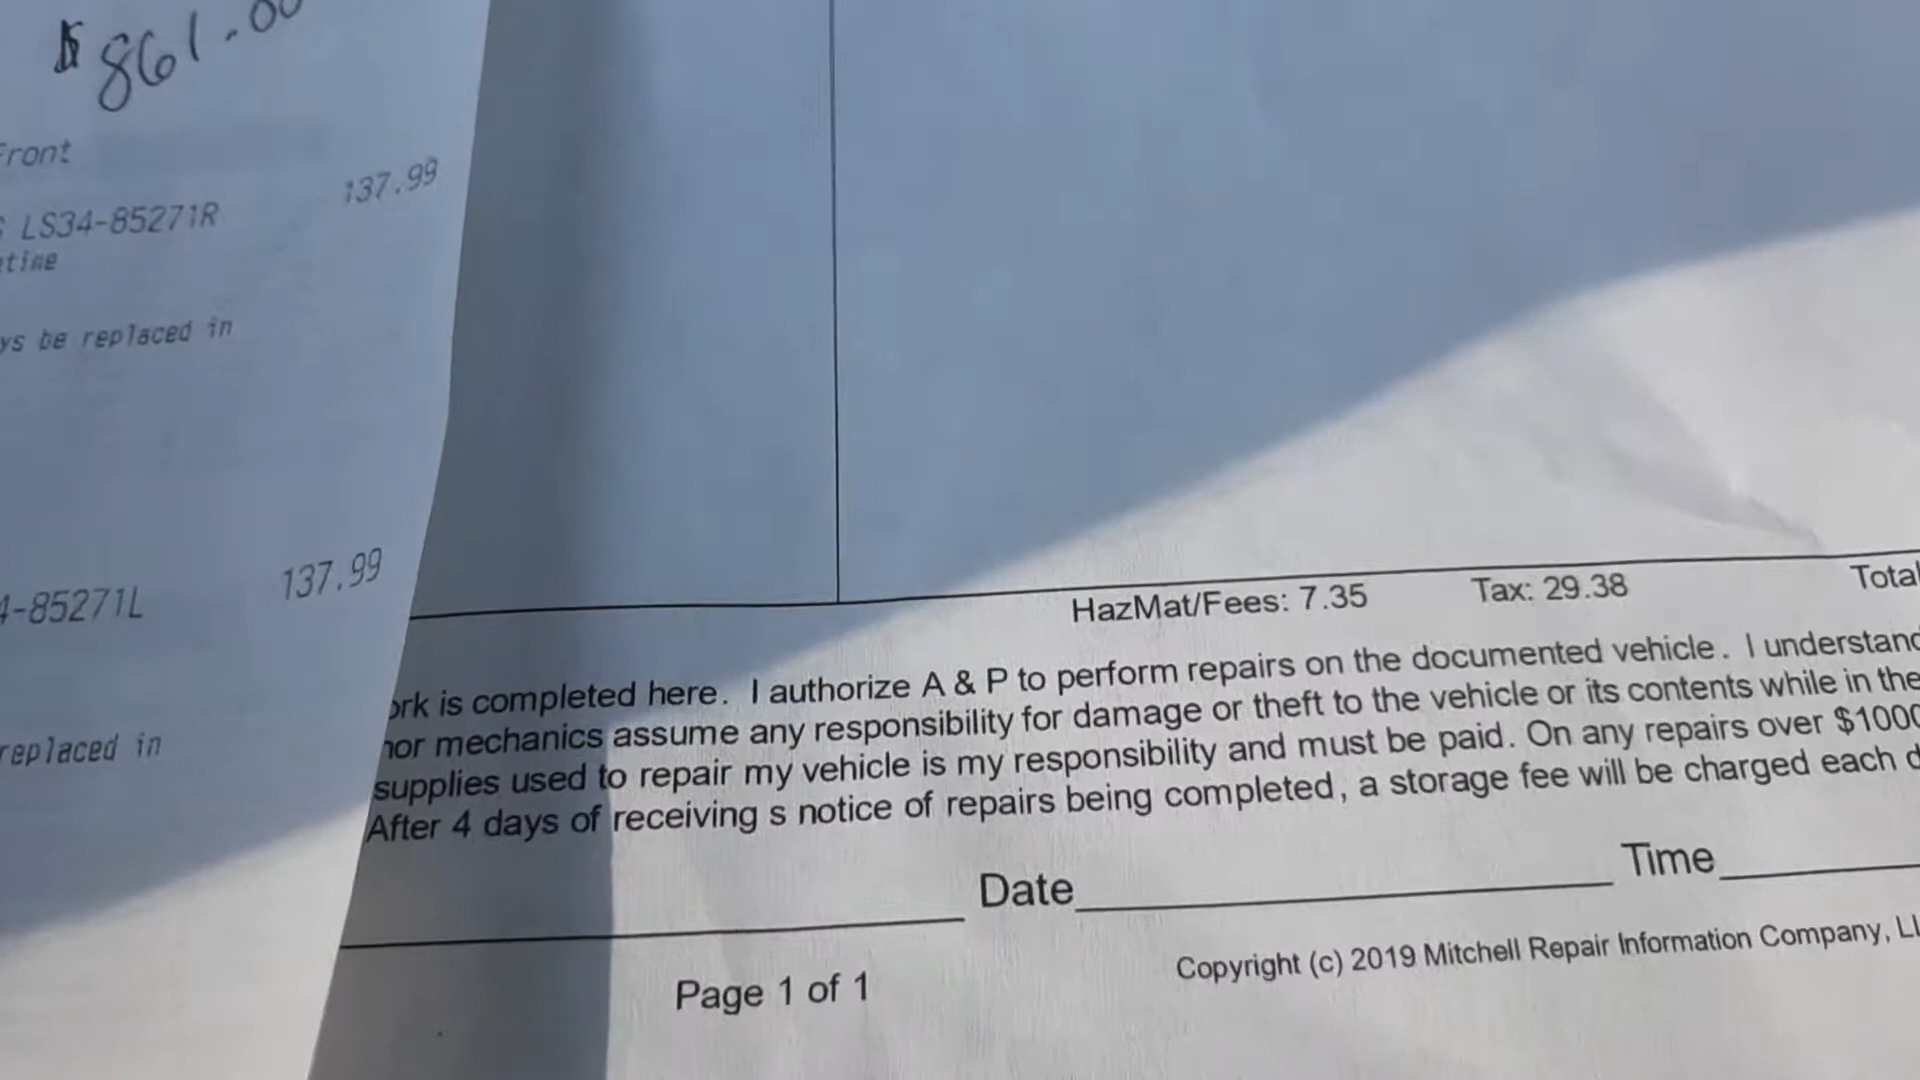 $861.00
Front
137.99
LS34-85271R
ys be replaced in
137.99
4-85271L
replaced in
HazMat/Fees: 7.35 Tax: 29.38 Total
ork is completed here. I authorize A & P to perform repairs on the documented vehicle. I understand
nor mechanics assume any responsibility for damage or theft to the vehicle or its contents while in the
supplies used to repair my vehicle is my responsibility and must be paid. On any repairs over $1000
After 4 days of receiving s notice of repairs being completed, a storage fee will be charged each d
Date Time
Page 1 of 1
Copyright (c) 2019 Mitchell Repair Information Company, LL